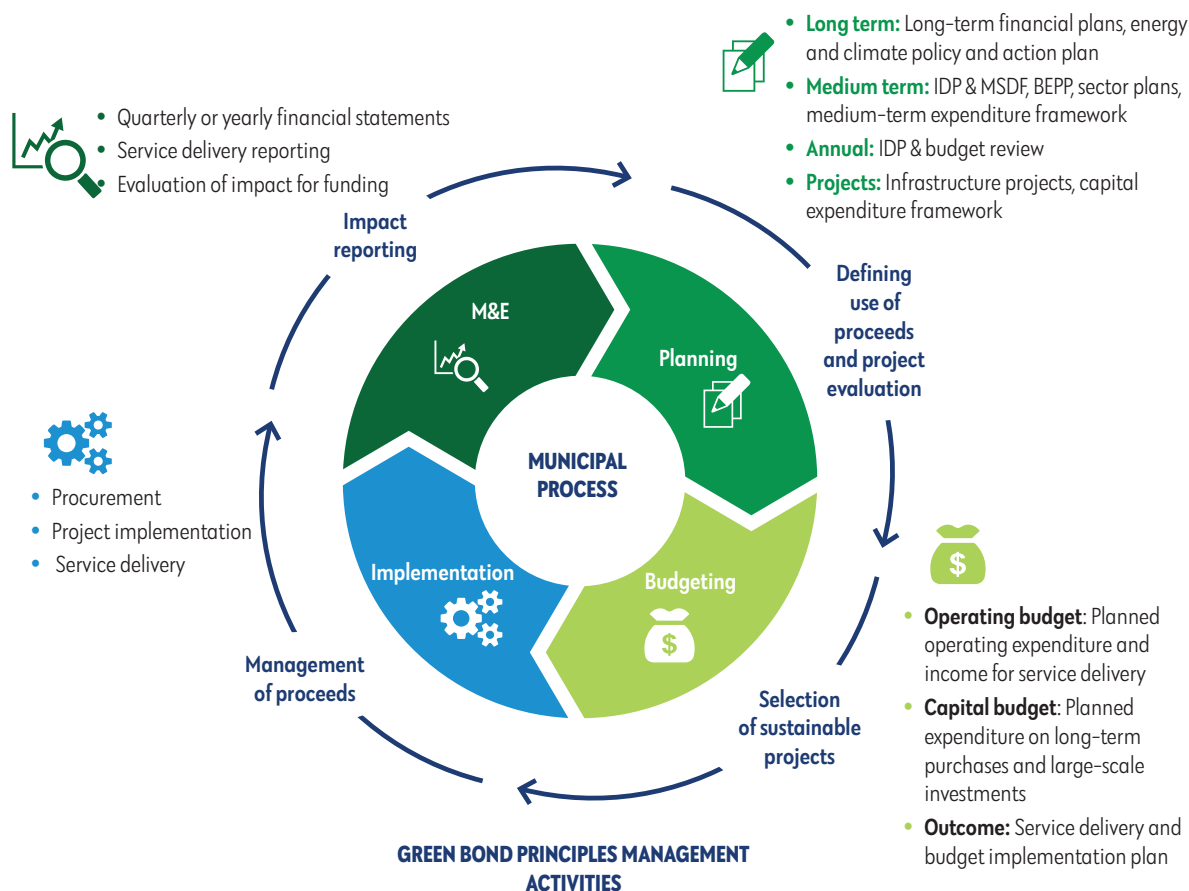 • Long term: Long-term financial plans, energy
and climate policy and action plan
• Medium term: IDP & MSDF, BEPP, sector plans,
medium-term expenditure framework
• Annual: IDP & budget review
• Projects: Infrastructure projects, capital
expenditure framework
• Quarterly or yearly financial statements
• Service delivery reporting
• Evaluation of impact for funding
Impact
reporting
Defining
use of
proceeds
and project
evaluation
M&E
Planning
MUNICIPAL
PROCESS
• Procurement
• Project implementation
• Service delivery
Implementation
Budgeting
$
$
• Operating budget: Planned
operating expenditure and
income for service delivery
• Capital budget: Planned
expenditure on long-term
purchases and large-scale
investments
• Outcome: Service delivery and
budget implementation plan
Management
of proceeds
Selection
of sustainable
projects
GREEN BOND PRINCIPLES MANAGEMENT
ACTIVITIES